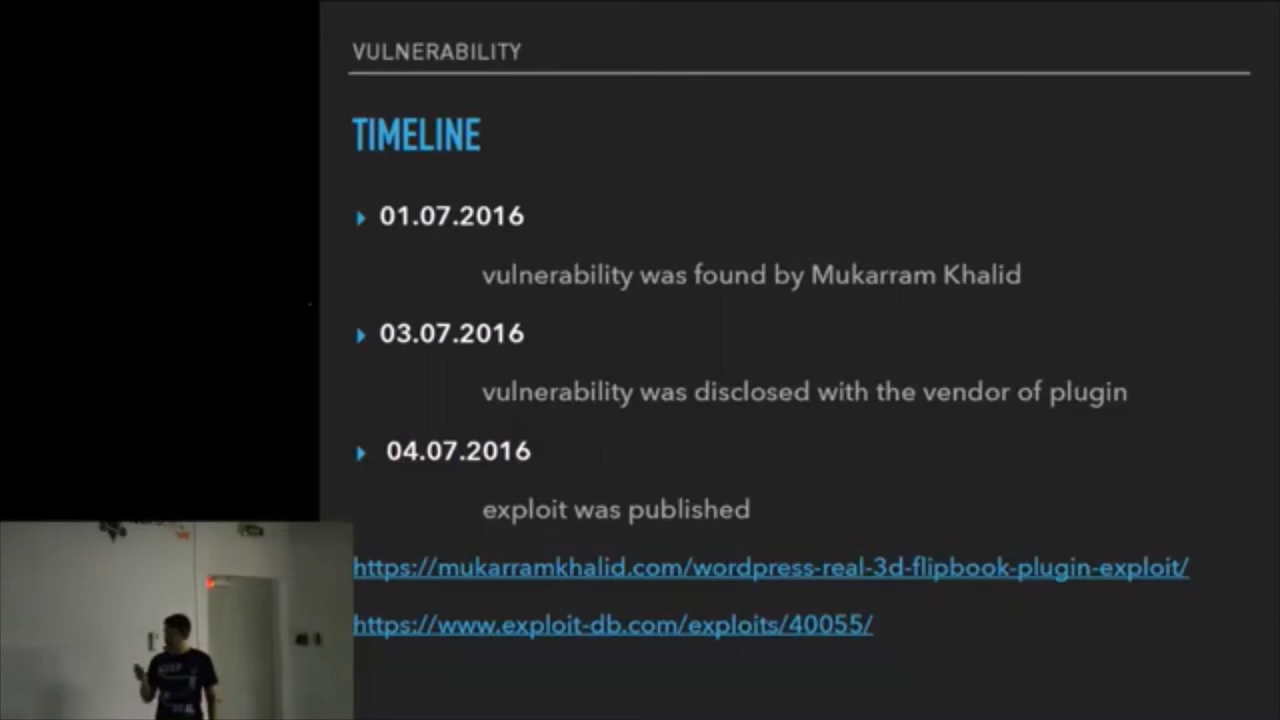 VULNERABILITY
TIMELINE
01.07.2016
vulnerability was found by Mukarram Khalid
03.07.2016
vulnerability was disclosed with the vendor of plugin
04.07.2016
exploit was published
https://mukarramkhalid.com/wordpress-real-3d-flipbook-plugin-exploit/
https://www.exploit-db.com/exploits/40055/
KEEP